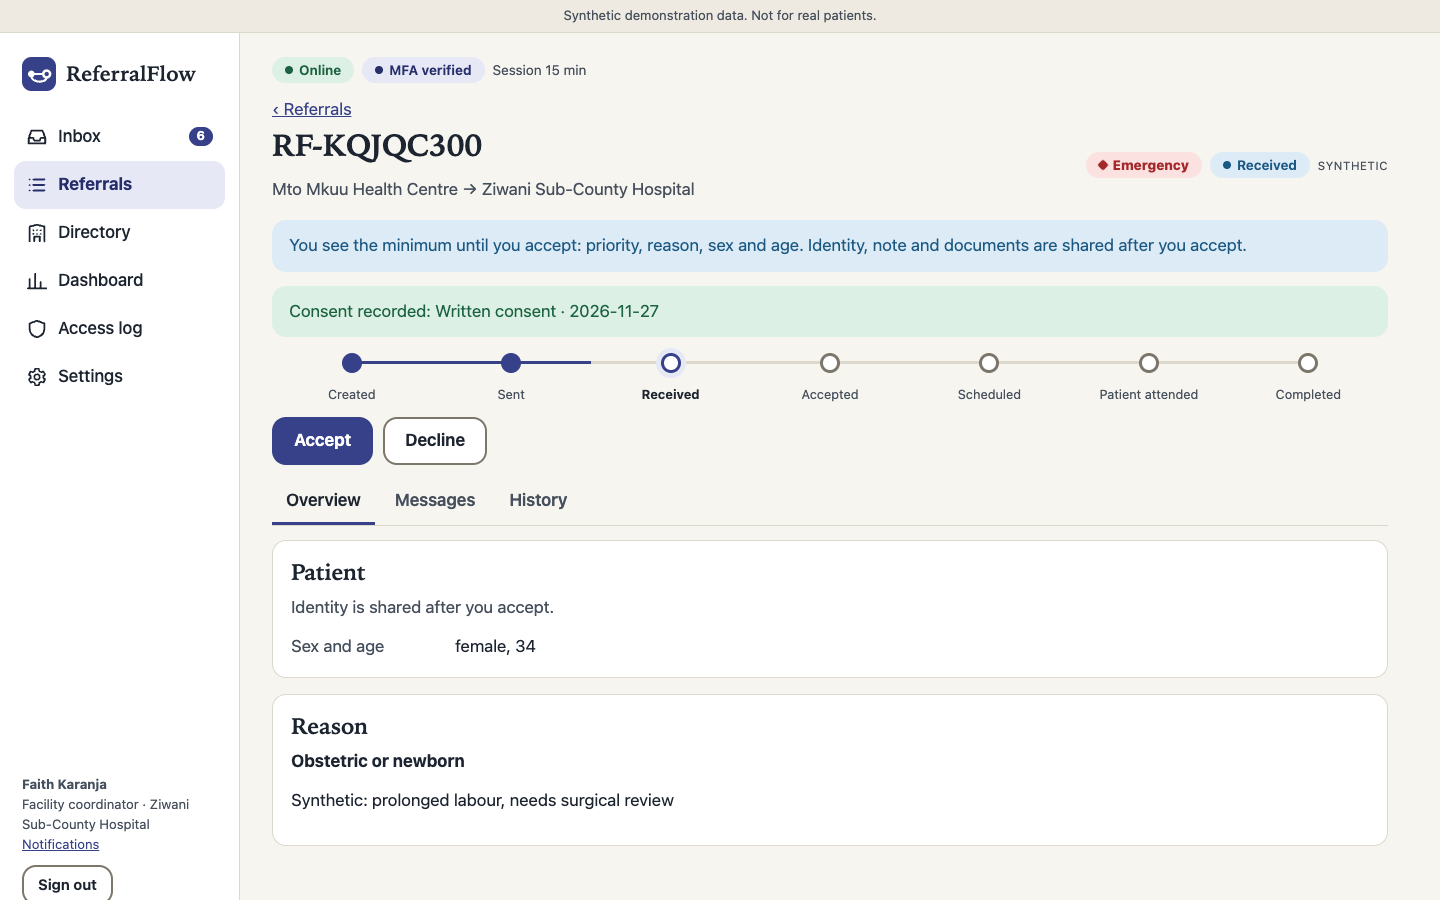 Synthetic demonstration data. Not for real patients.
ReferralFlow
Inbox 6
Referrals
Directory
Dashboard
Access log
Settings
Faith Karanja
Facility coordinator · Ziwani
Sub-County Hospital
Notifications
Sign out
Online MFA verified Session 15 min
‹ Referrals
RF-KQJQC300
Mto Mkuu Health Centre → Ziwani Sub-County Hospital
Emergency Received SYNTHETIC
You see the minimum until you accept: priority, reason, sex and age. Identity, note and documents are shared after you accept.
Consent recorded: Written consent · 2026-11-27
Created Sent Received Accepted Scheduled Patient attended Completed
Accept Decline
Overview Messages History
Patient
Identity is shared after you accept.
Sex and age female, 34
Reason
Obstetric or newborn
Synthetic: prolonged labour, needs surgical review